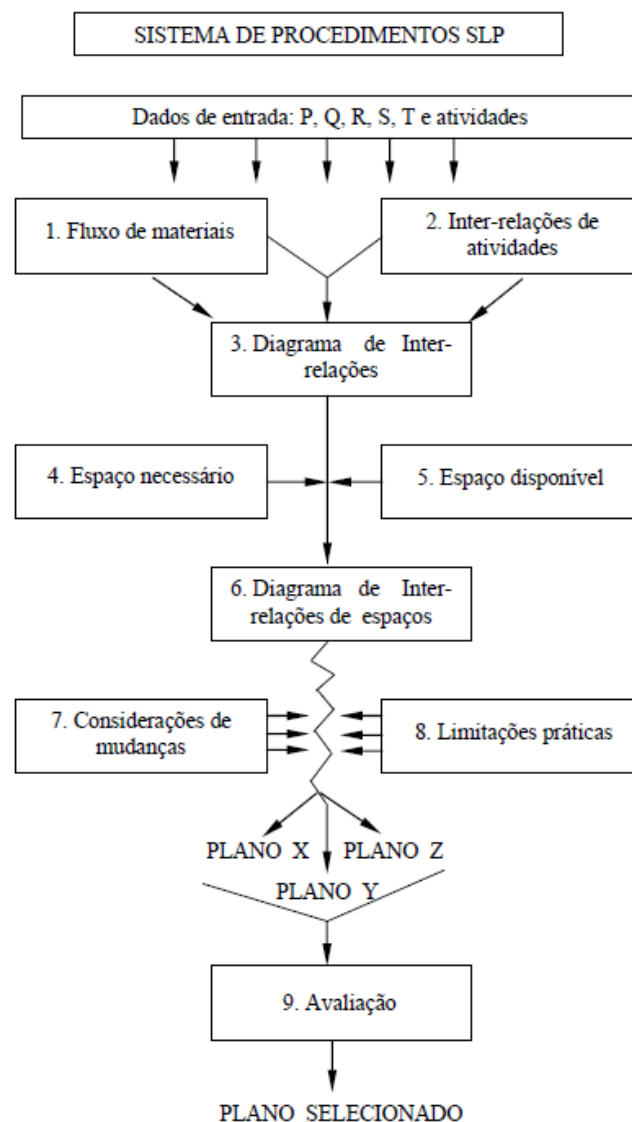 SISTEMA DE PROCEDIMENTOS SLP
Dados de entrada: P, Q, R, S, T e atividades
1. Fluxo de materiais
2. Inter-relações de
atividades
3. Diagrama de Inter-
relações
4. Espaço necessário
5. Espaço disponível
6. Diagrama de Inter-
relações de espaços
7. Considerações de
mudanças
8. Limitações práticas
PLANO X
PLANO Z
PLANO Y
9. Avaliação
PLANO SELECIONADO